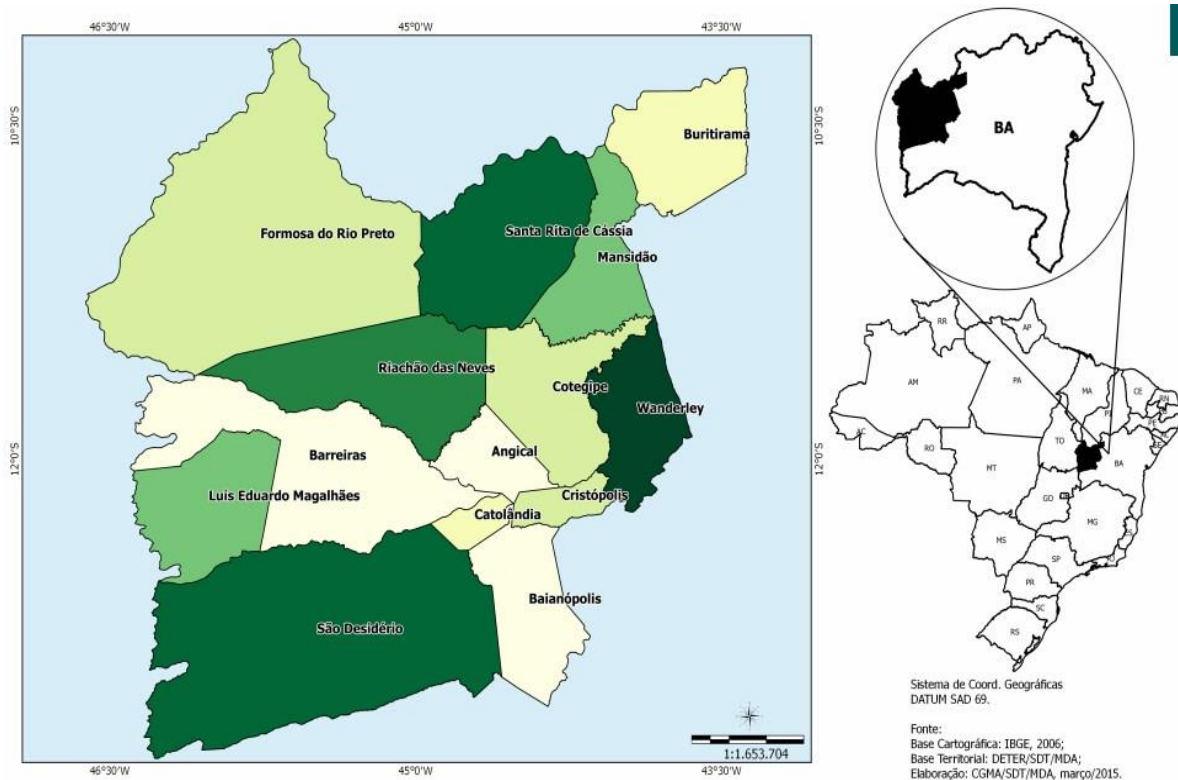 46°30'W
45°0'W
43°30'W
10°30'S
12°0'S
Buritirama
Formosa do Rio Preto
Santa Rita de Cássia
Mansidão
Riachão das Neves
Cotegipe
Wanderley
Angical
Barreiras
Luis Eduardo Magalhães
Cristópolis
Catolândia
Baianópolis
São Desidério
1:1.653.704
46°30'W
45°0'W
43°30'W
10°30'S
12°0'S
BA
RR
AP
AM
PA
MA
CE
RN
PE
AC
RO
TO
BA
MT
GO
MG
MS
SP
PR
SC
RS
Sistema de Coord. Geográficas
DATUM SAD 69.
Fonte:
Base Cartográfica: IBGE, 2006;
Base Territorial: DETER/SDT/MDA;
Elaboração: CGMA/SDT/MDA, março/2015.